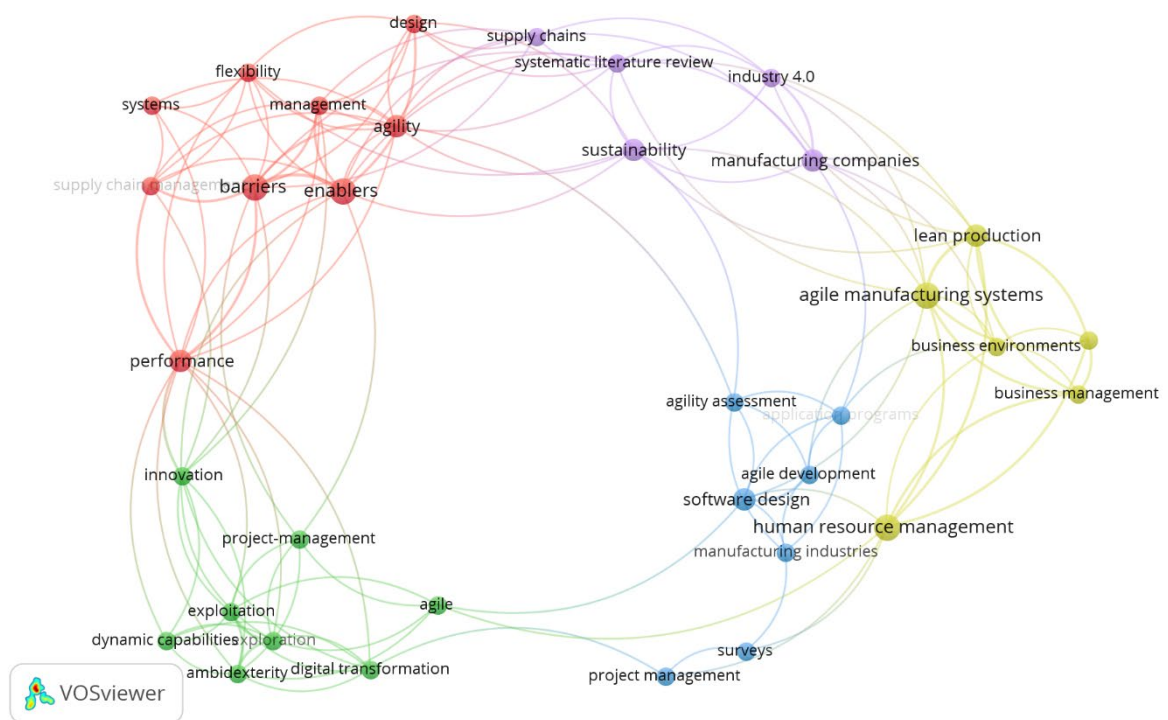 design
supply chains
systematic literature review
flexibility
industry 4.0
systems
management
agility
sustainability
manufacturing companies
supply chain management
barriers
enablers
lean production
agile manufacturing systems
business environments
performance
business management
agility assessment
application programs
innovation
agile development
software design
human resource management
project-management
manufacturing industries
exploitation
agile
dynamic capabilities
exploration
surveys
ambidexterity
digital transformation
project management
VOSviewer